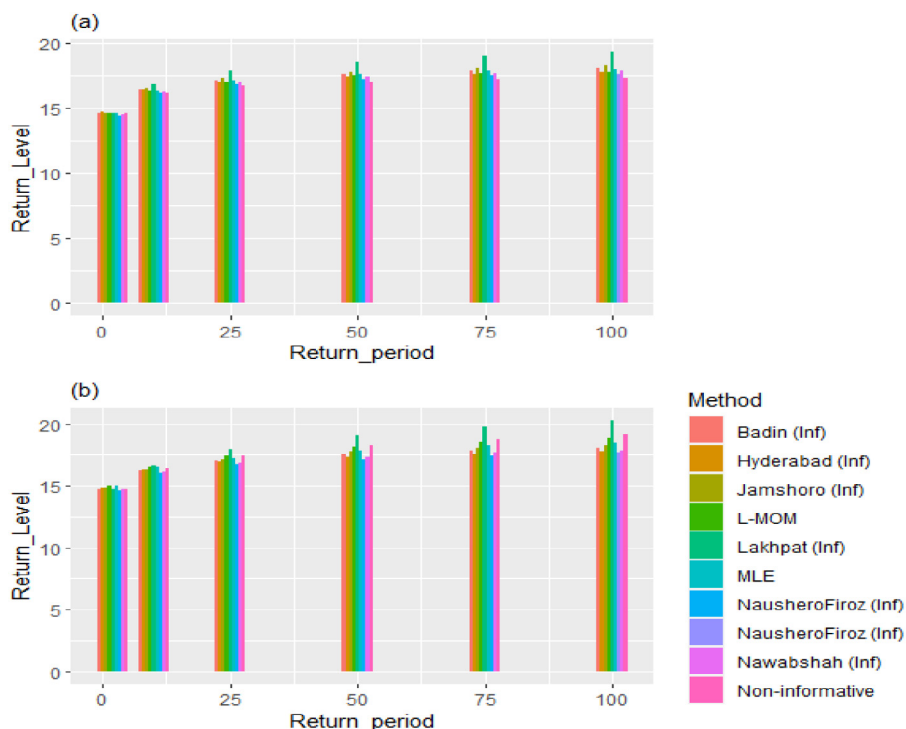 (a)
20
15
10
5
0
Return_Level
0 25 50 75 100
Return_period
(b)
20
15
10
5
0
Return_Level
0 25 50 75 100
Return_period
Method
Badin (Inf)
Hyderabad (Inf)
Jamshoro (Inf)
L-MOM
Lakhpat (Inf)
MLE
NausheroFiroz (Inf)
NausheroFiroz (Inf)
Nawabshah (Inf)
Non-informative